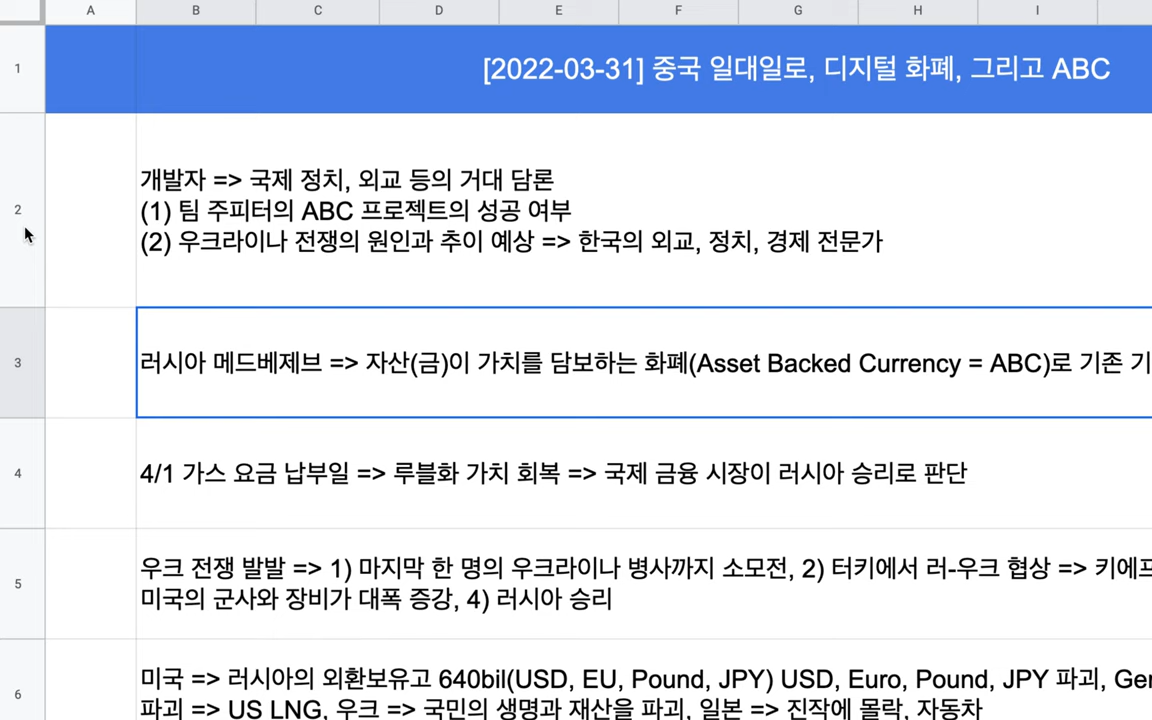 A B C D E F G H I
1
[2022-03-31] 중국 일대일로, 디지털 화폐, 그리고 ABC
2
개발자 => 국제 정치, 외교 등의 거대 담론
(1) 팀 주피터의 ABC 프로젝트의 성공 여부
(2) 우크라이나 전쟁의 원인과 추이 예상 => 한국의 외교, 정치, 경제 전문가
3
러시아 메드베제브 => 자산(금)이 가치를 담보하는 화폐(Asset Backed Currency = ABC)로 기존 기
4
4/1 가스 요금 납부일 => 루블화 가치 회복 => 국제 금융 시장이 러시아 승리로 판단
5
우크 전쟁 발발 => 1) 마지막 한 명의 우크라이나 병사까지 소모전, 2) 터키에서 러-우크 협상 => 키에프
미국의 군사와 장비가 대폭 증강, 4) 러시아 승리
6
미국 => 러시아의 외환보유고 640bil(USD, EU, Pound, JPY) USD, Euro, Pound, JPY 파괴, Ger
파괴 => US LNG, 우크 => 국민의 생명과 재산을 파괴, 일본 => 진작에 몰락, 자동차